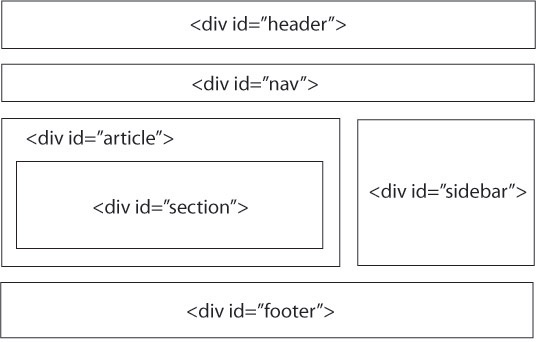 <div id=”header”>
<div id=”nav”>
<div id=”article”>
<div id=”section”>
<div id=”sidebar”>
<div id=”footer”>